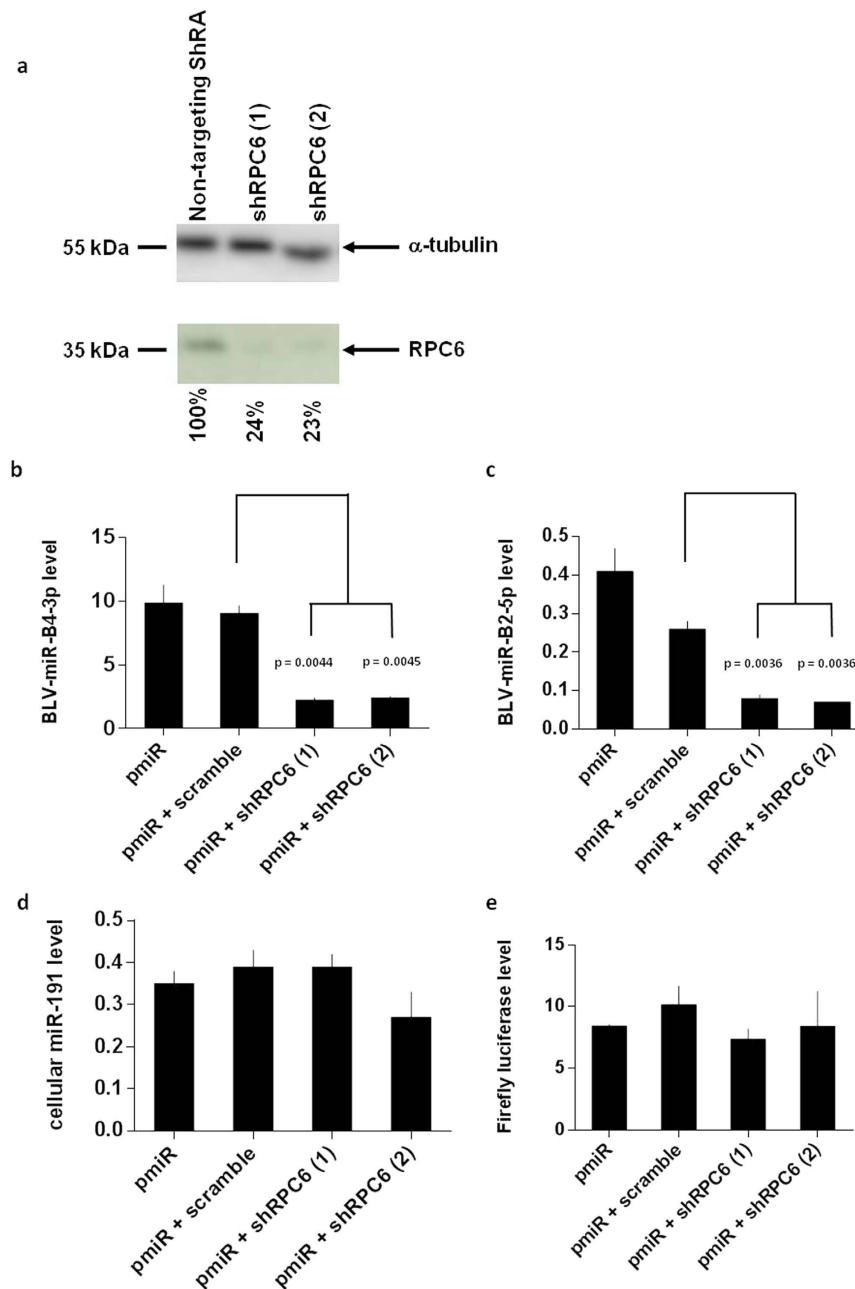 a
Non-targeting ShRA
shRPC6 (1)
shRPC6 (2)
55 kDa
α-tubulin
35 kDa
RPC6
100%
24%
23%
b
BLV-miR-B4-3p level
15
10
5
0
p = 0.0044
p = 0.0045
pmiR
pmiR + scramble
pmiR + shRPC6 (1)
pmiR + shRPC6 (2)
c
BLV-miR-B2-5p level
0.5
0.4
0.3
0.2
0.1
0.0
p = 0.0036
p = 0.0036
pmiR
pmiR + scramble
pmiR + shRPC6 (1)
pmiR + shRPC6 (2)
d
cellular miR-191 level
0.5
0.4
0.3
0.2
0.1
0.0
pmiR
pmiR + scramble
pmiR + shRPC6 (1)
pmiR + shRPC6 (2)
e
Firefly luciferase level
15
10
5
0
pmiR
pmiR + scramble
pmiR + shRPC6 (1)
pmiR + shRPC6 (2)